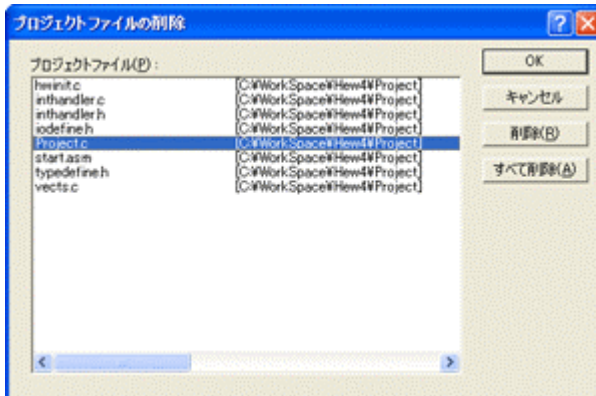 プロジェクトファイルの削除
プロジェクトファイル(P) :
hwinit.c [C:¥WorkSpace¥Hew4¥Project]
inthandler.c [C:¥WorkSpace¥Hew4¥Project]
inthandler.h [C:¥WorkSpace¥Hew4¥Project]
iodefine.h [C:¥WorkSpace¥Hew4¥Project]
Project.c [C:¥WorkSpace¥Hew4¥Project]
start.asm [C:¥WorkSpace¥Hew4¥Project]
typedefine.h [C:¥WorkSpace¥Hew4¥Project]
vects.c [C:¥WorkSpace¥Hew4¥Project]
OK
キャンセル
削除(R)
すべて削除(A)